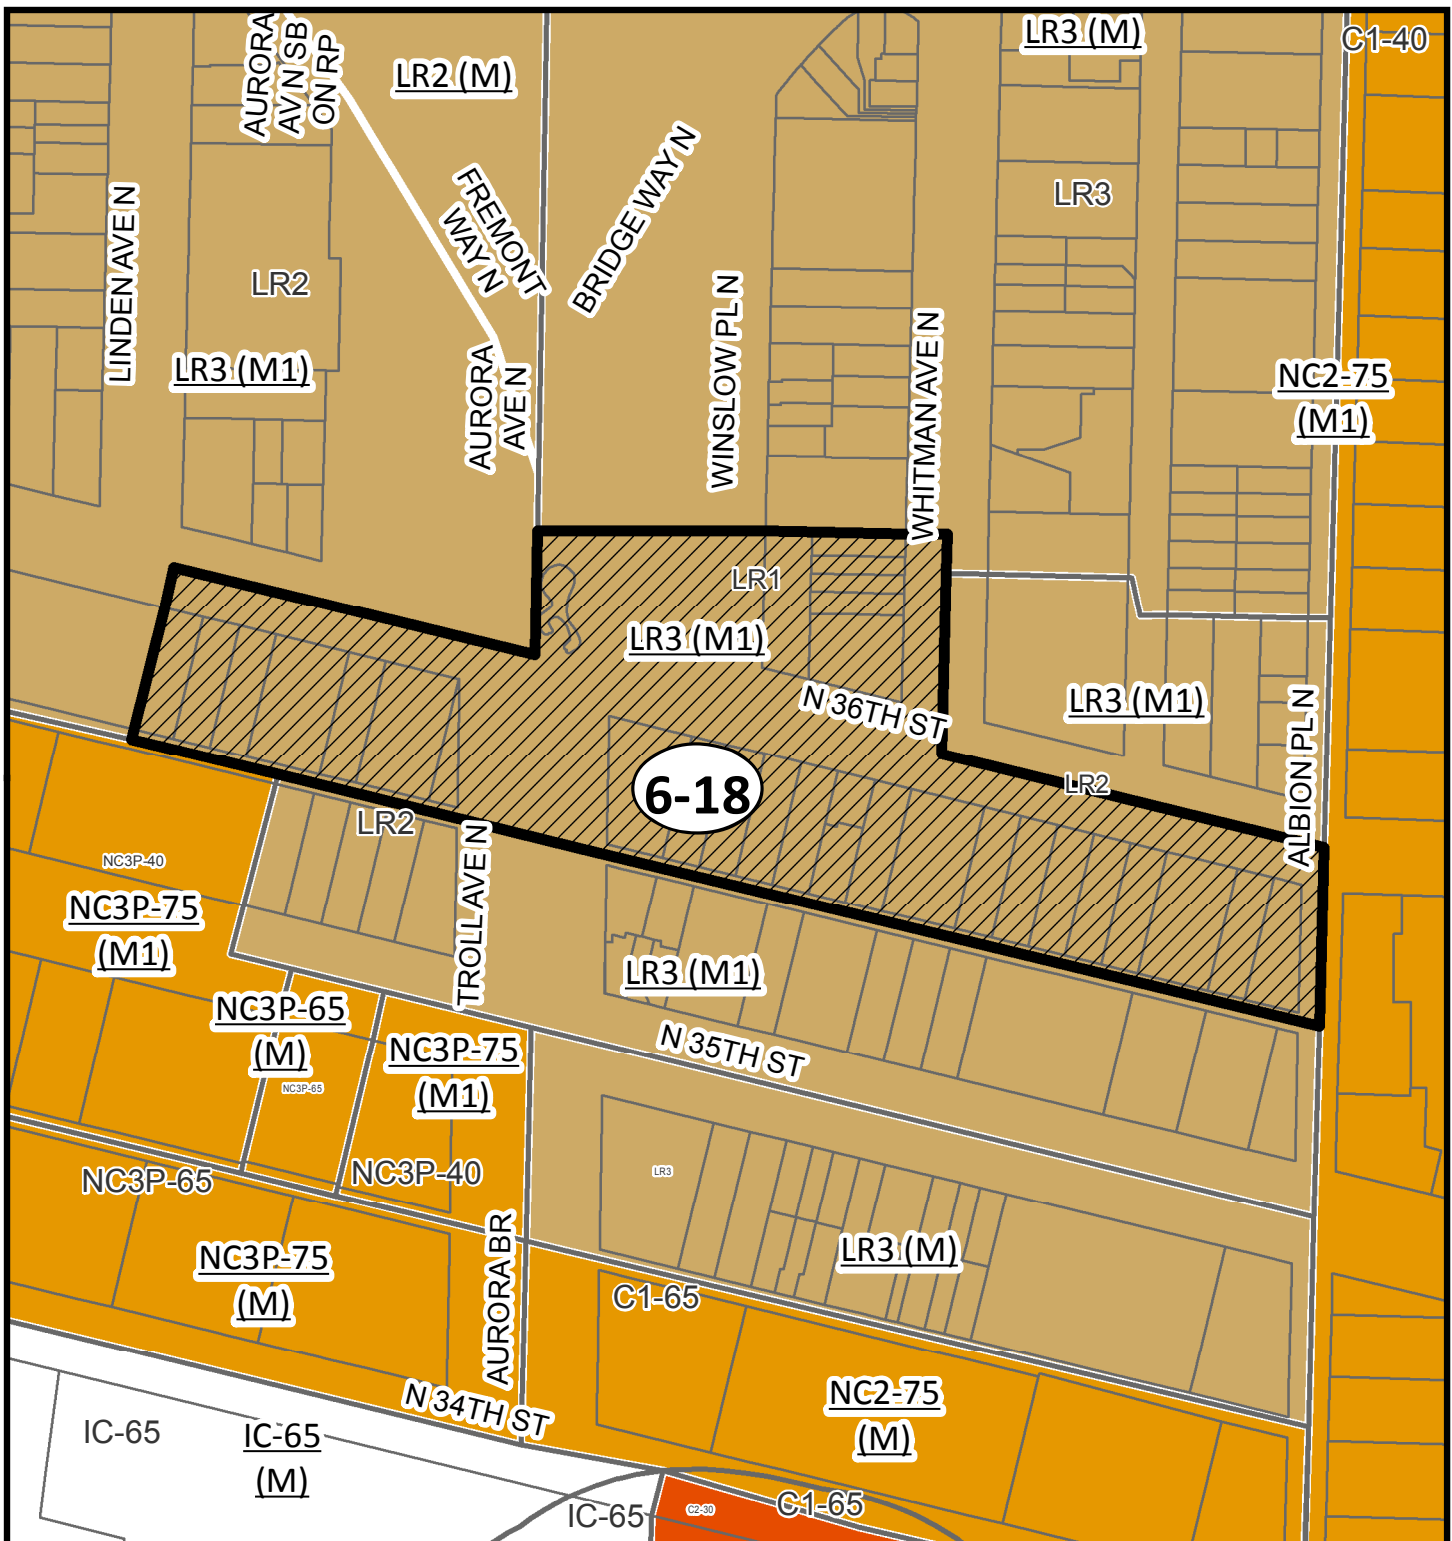 AURORA
AV N SB
ON RP
LR2 (M)
LR3 (M)
C1-40
FREMONT
WAY N
BRIDGE WAY N
LINDEN AVE N
LR2
LR3
LR3 (M1)
AURORA
AVE N
WINSLOW PL N
WHITMAN AVE N
NC2-75
(M1)
LR1
LR3 (M1)
N 36TH ST
LR3 (M1)
ALBION PL N
6-18
LR2
LR2
NC3P-40
NC3P-75
(M1)
TROLL AVE N
LR3 (M1)
NC3P-65
(M)
NC3P-75
(M1)
N 35TH ST
NC3P-65
NC3P-65
NC3P-40
LR3
LR3 (M)
NC3P-75
(M)
AURORA BR
C1-65
N 34TH ST
NC2-75
(M)
IC-65
IC-65
(M)
IC-65
C2-30
C1-65